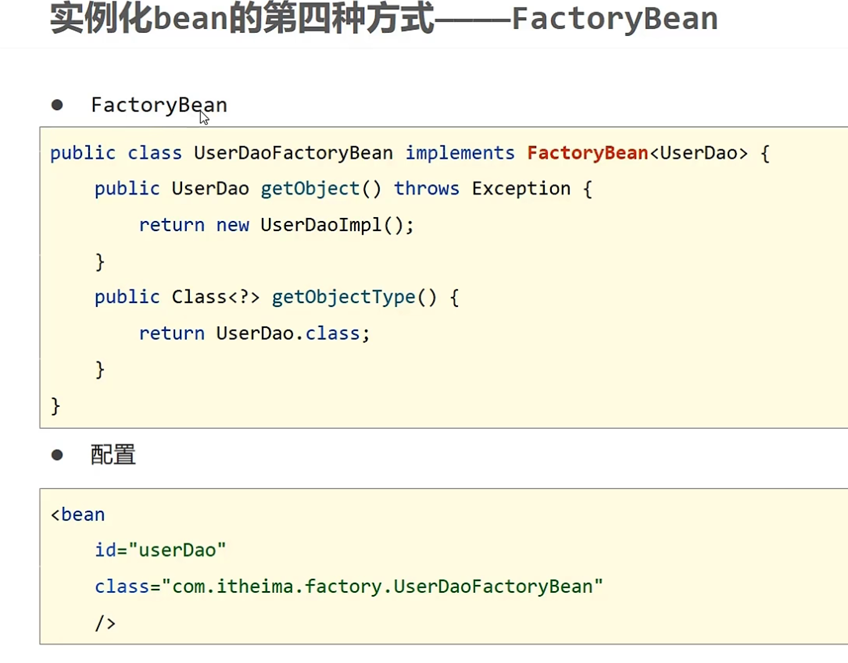 实例化bean的第四种方式————FactoryBean
● FactoryBean
public class UserDaoFactoryBean implements FactoryBean<UserDao> {
    public UserDao getObject() throws Exception {
        return new UserDaoImpl();
    }
    public Class<?> getObjectType() {
        return UserDao.class;
    }
}
● 配置
<bean
    id="userDao"
    class="com.itheima.factory.UserDaoFactoryBean"
    />